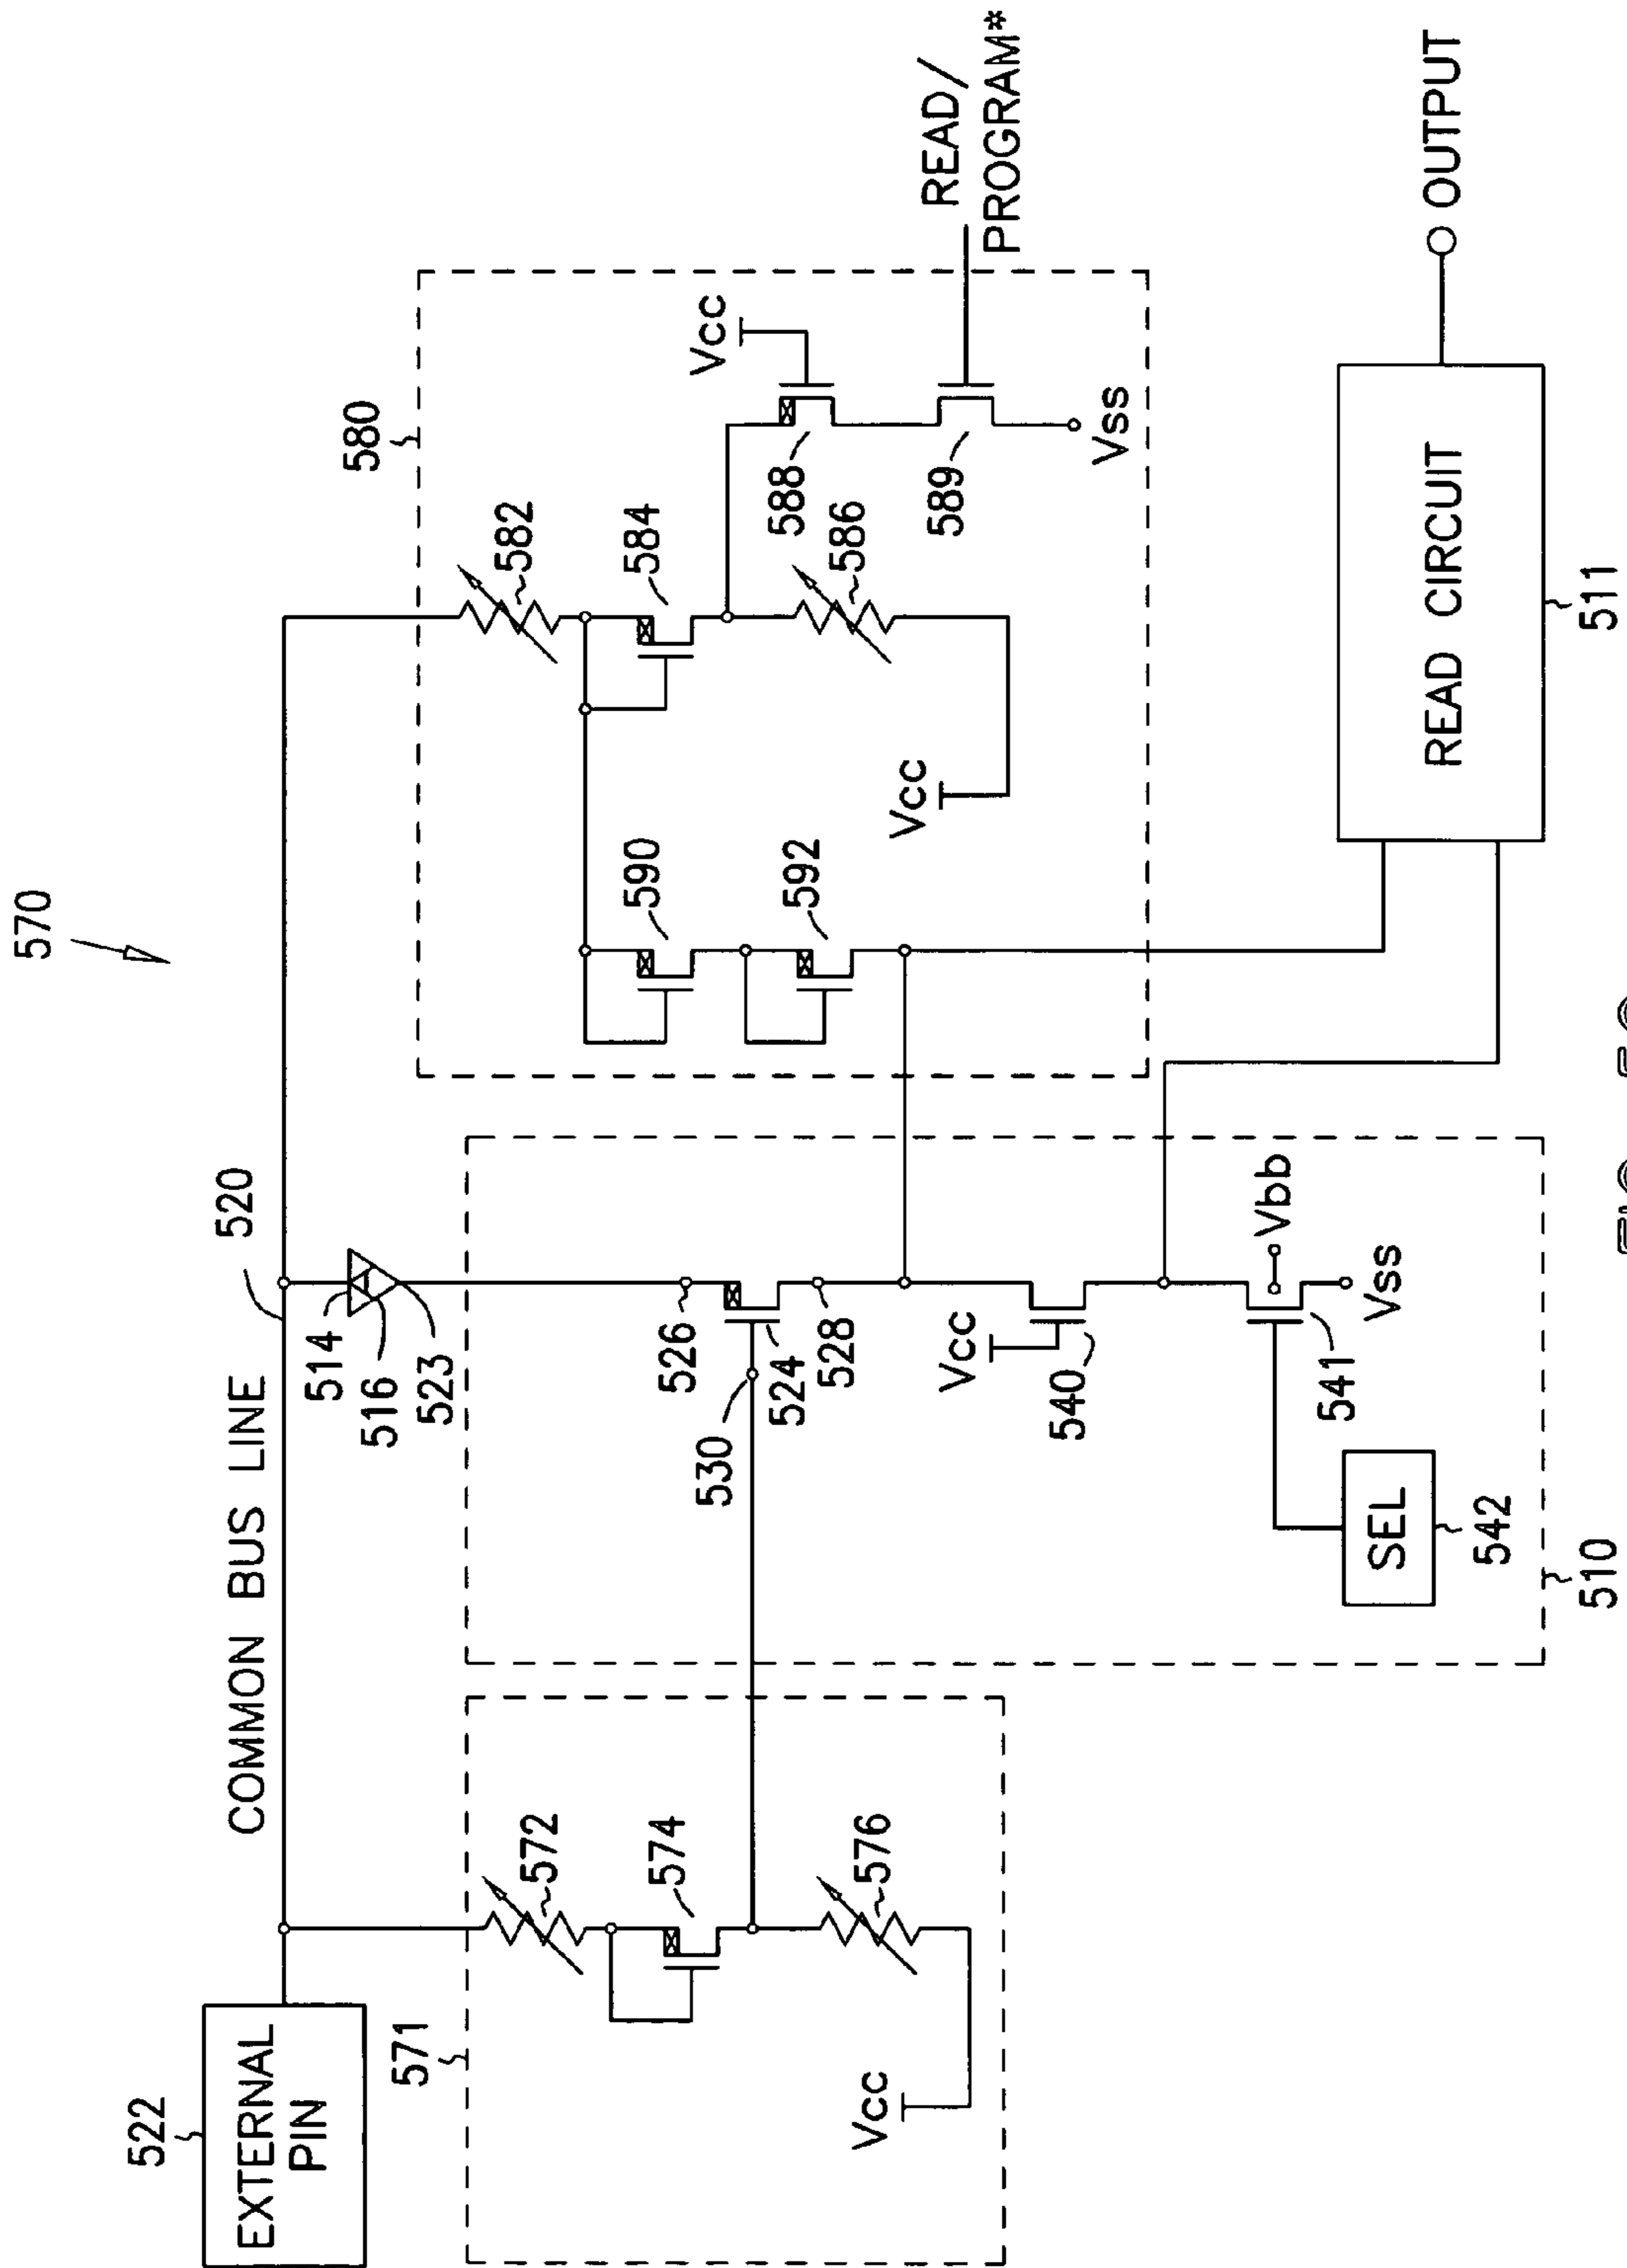 570
522
EXTERNAL
PIN
COMMON BUS LINE
520
514
516
523
571
572
574
576
Vcc
526
530
524
528
Vcc
540
541
Vbb
Vss
SEL
542
510
580
582
584
586
Vcc
588
589
Vcc
Vss
590
592
READ/
PROGRAM*
READ CIRCUIT
511
OUTPUT